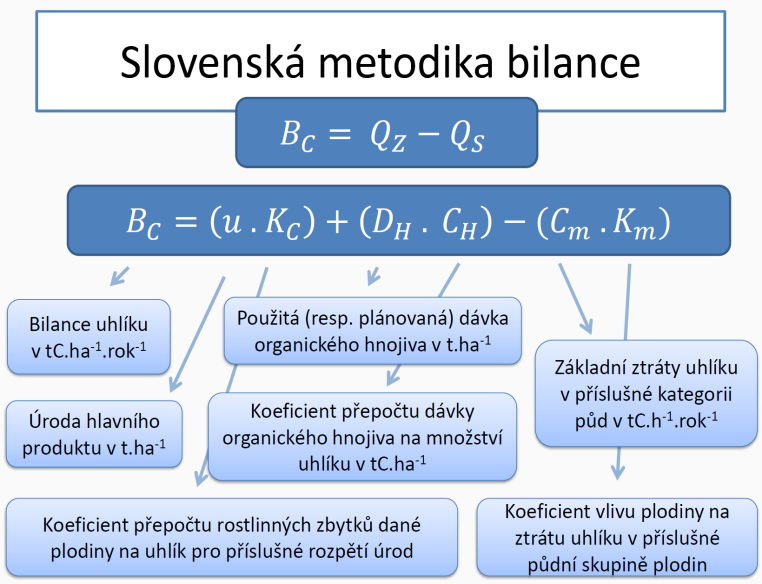 Slovenská metodika bilance
B_C = Q_Z − Q_S
B_C = (u . K_C) + (D_H . C_H) − (C_m . K_m)
Bilance uhlíku
v tC.ha⁻¹.rok⁻¹
Použitá (resp. plánovaná) dávka
organického hnojiva v t.ha⁻¹
Základní ztráty uhlíku
v příslušné kategorii
půd v tC.h⁻¹.rok⁻¹
Úroda hlavního
produktu v t.ha⁻¹
Koeficient přepočtu dávky
organického hnojiva na množství
uhlíku v tC.ha⁻¹
Koeficient přepočtu rostlinných zbytků dané
plodiny na uhlík pro příslušné rozpětí úrod
Koeficient vlivu plodiny na
ztrátu uhlíku v příslušné
půdní skupině plodin